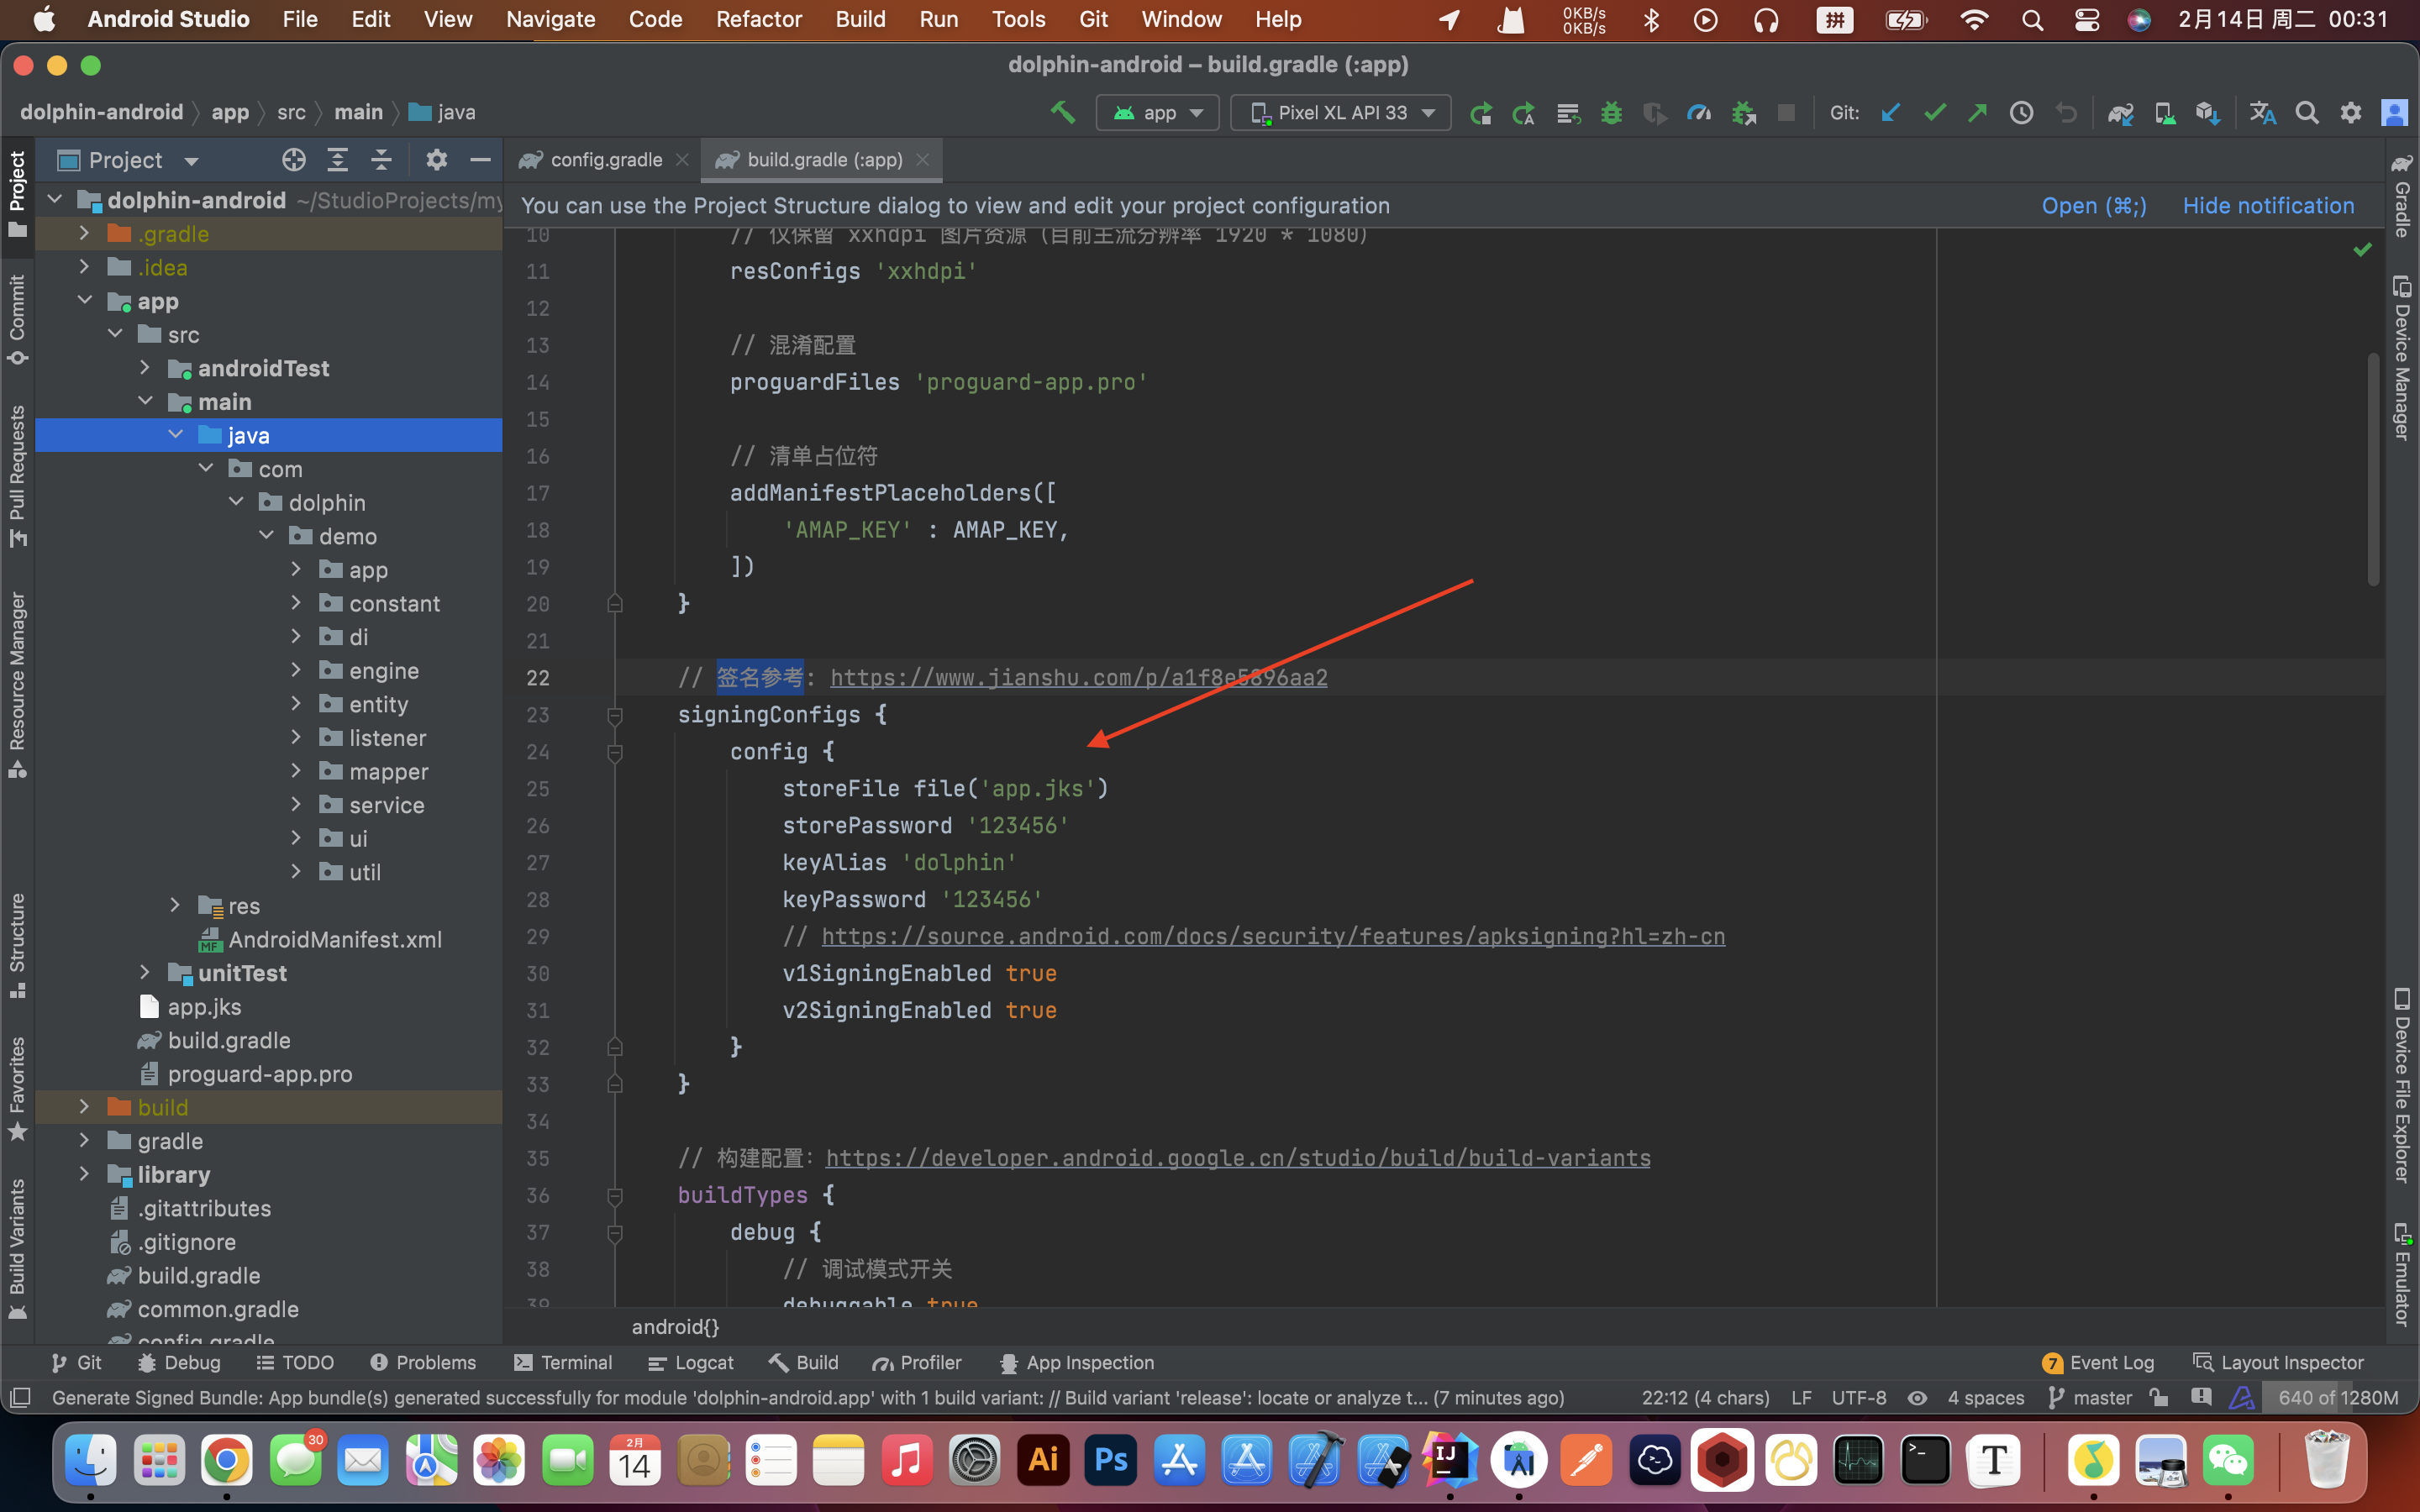 Android Studio File Edit View Navigate Code Refactor Build Run Tools Git Window Help 0KB/s 0KB/s 拼 2月14日 周二 00:31
dolphin-android – build.gradle (:app)
dolphin-android app src main java app Pixel XL API 33 Git:
Project
config.gradle
build.gradle (:app)
You can use the Project Structure dialog to view and edit your project configuration Open (⌘;) Hide notification
Project
Commit
Pull Requests
Resource Manager
Structure
Favorites
Build Variants
dolphin-android ~/StudioProjects/my
.gradle
.idea
app
src
androidTest
main
java
com
dolphin
demo
app
constant
di
engine
entity
listener
mapper
service
ui
util
res
AndroidManifest.xml
unitTest
app.jks
build.gradle
proguard-app.pro
build
gradle
library
.gitattributes
.gitignore
build.gradle
common.gradle
config.gradle
10 // 仅保留 xxhdpi 图片资源（目前主流分辨率 1920 * 1080）
11 resConfigs 'xxhdpi'
12
13 // 混淆配置
14 proguardFiles 'proguard-app.pro'
15
16 // 清单占位符
17 addManifestPlaceholders([
18 'AMAP_KEY' : AMAP_KEY,
19 ])
20 }
21
22 // 签名参考: https://www.jianshu.com/p/a1f8e5896aa2
23 signingConfigs {
24 config {
25 storeFile file('app.jks')
26 storePassword '123456'
27 keyAlias 'dolphin'
28 keyPassword '123456'
29 // https://source.android.com/docs/security/features/apksigning?hl=zh-cn
30 v1SigningEnabled true
31 v2SigningEnabled true
32 }
33 }
34
35 // 构建配置: https://developer.android.google.cn/studio/build/build-variants
36 buildTypes {
37 debug {
38 // 调试模式开关
39 debuggable true
android{}
Gradle
Device Manager
Device File Explorer
Emulator
Git Debug TODO Problems Terminal Logcat Build Profiler App Inspection 7 Event Log Layout Inspector
Generate Signed Bundle: App bundle(s) generated successfully for module 'dolphin-android.app' with 1 build variant: // Build variant 'release': locate or analyze t... (7 minutes ago) 22:12 (4 chars) LF UTF-8 4 spaces master 640 of 1280M
30
2月
14
Ai
Ps
IJ
T